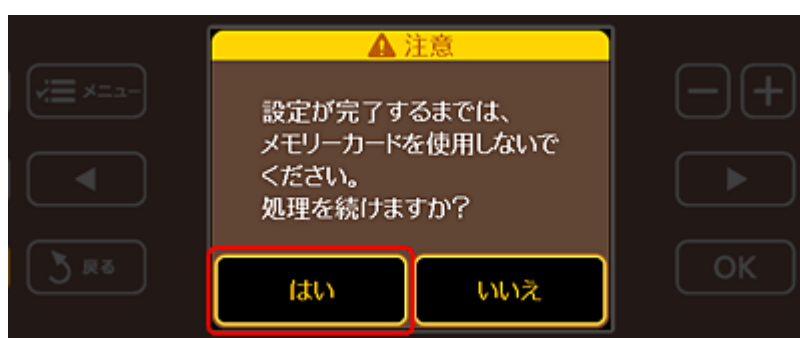 注意
メニュー
設定が完了するまでは、
メモリーカードを使用しないで
ください。
処理を続けますか？
戻る
はい
いいえ
OK